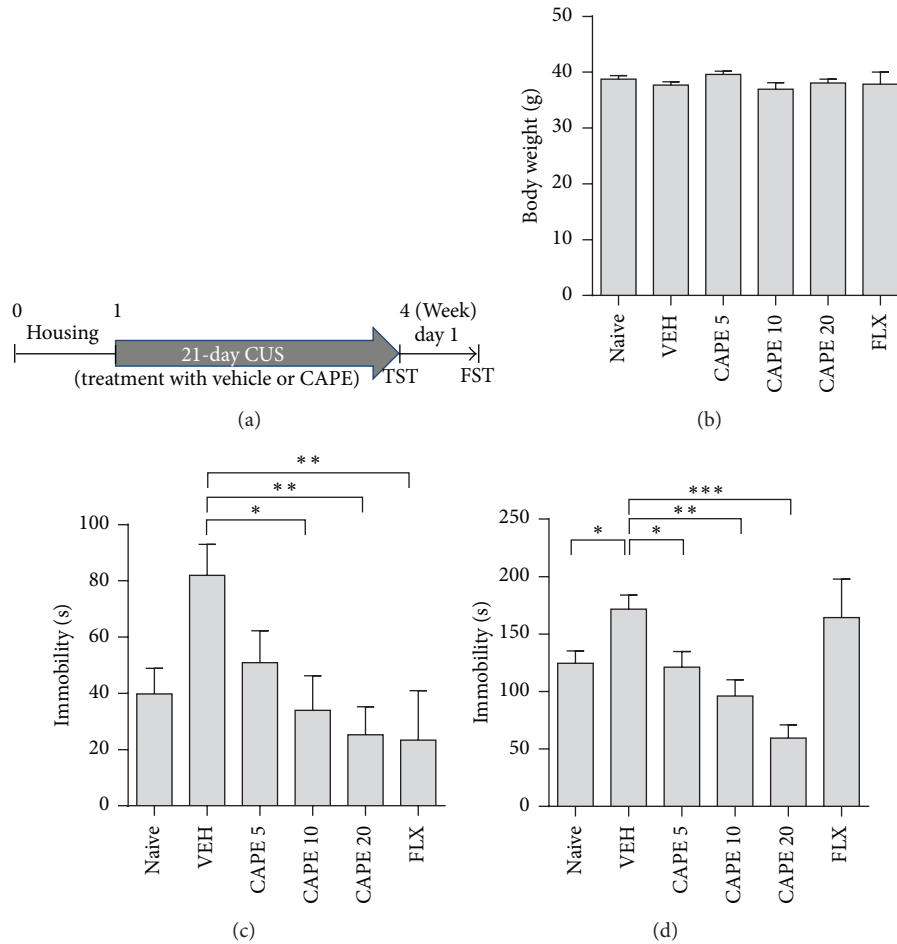 0
1
4 (Week)
Housing
day 1
21-day CUS
(treatment with vehicle or CAPE)
TST
FST
(a)
50
40
30
20
10
0
Body weight (g)
Naive
VEH
CAPE 5
CAPE 10
CAPE 20
FLX
(b)
**
**
*
100
80
60
40
20
0
Immobility (s)
Naive
VEH
CAPE 5
CAPE 10
CAPE 20
FLX
(c)
***
**
*
*
250
200
150
100
50
0
Immobility (s)
Naive
VEH
CAPE 5
CAPE 10
CAPE 20
FLX
(d)